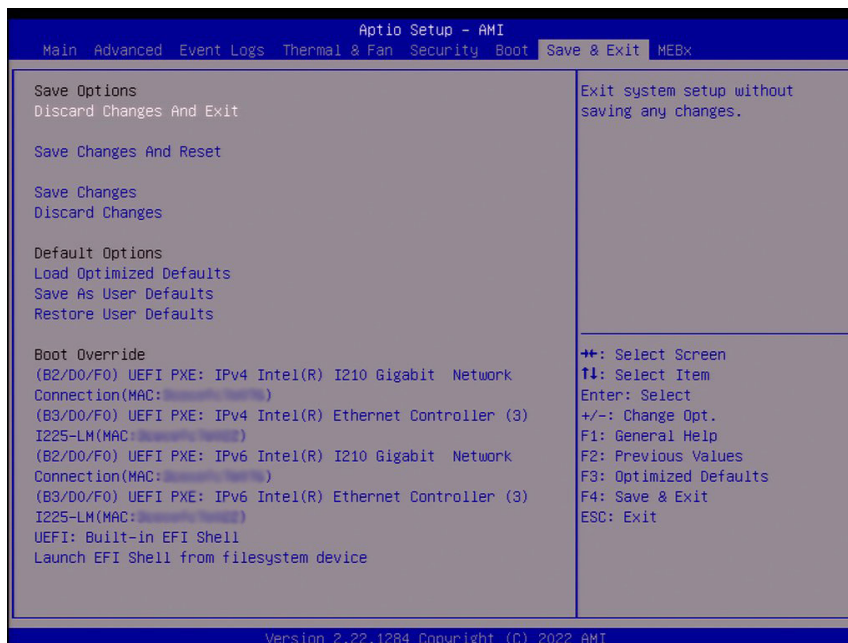 Aptio Setup - AMI
Main Advanced Event Logs Thermal & Fan Security Boot Save & Exit MEBx
Save Options
Discard Changes And Exit
Save Changes And Reset
Save Changes
Discard Changes
Default Options
Load Optimized Defaults
Save As User Defaults
Restore User Defaults
Boot Override
(B2/D0/F0) UEFI PXE: IPv4 Intel(R) I210 Gigabit Network
Connection(MAC: )
(B3/D0/F0) UEFI PXE: IPv4 Intel(R) Ethernet Controller (3)
I225-LM(MAC: )
(B2/D0/F0) UEFI PXE: IPv6 Intel(R) I210 Gigabit Network
Connection(MAC: )
(B3/D0/F0) UEFI PXE: IPv6 Intel(R) Ethernet Controller (3)
I225-LM(MAC: )
UEFI: Built-in EFI Shell
Launch EFI Shell from filesystem device
Exit system setup without
saving any changes.
→←: Select Screen
↑↓: Select Item
Enter: Select
+/-: Change Opt.
F1: General Help
F2: Previous Values
F3: Optimized Defaults
F4: Save & Exit
ESC: Exit
Version 2.22.1284 Copyright (C) 2022 AMI